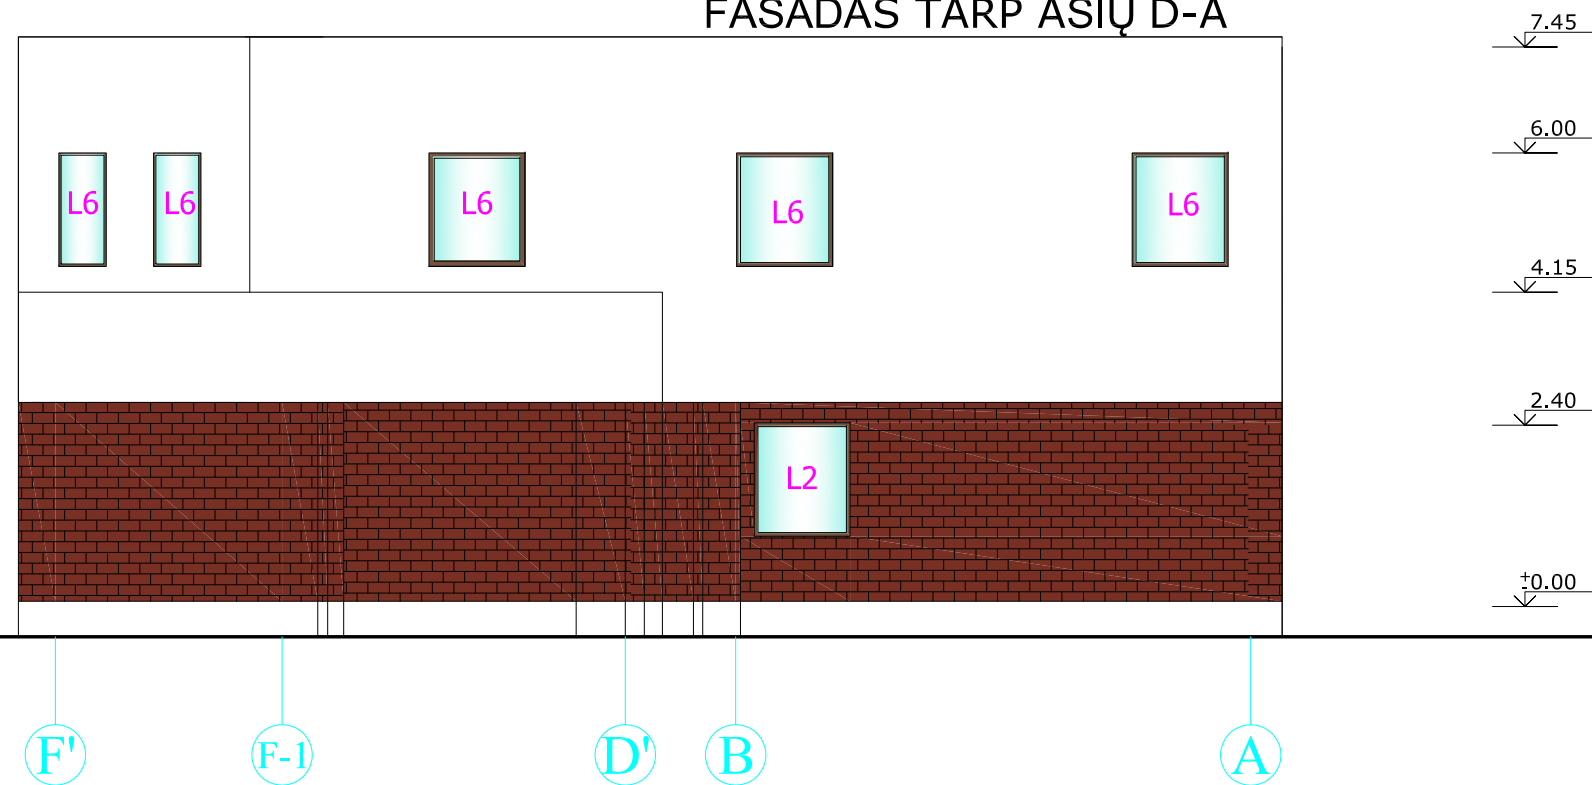 FASADAS TARP ASIŲ D-A
7.45
6.00
L6 L6 L6 L6 L6
4.15
2.40
L2
±0.00
F' F-1 D' B A